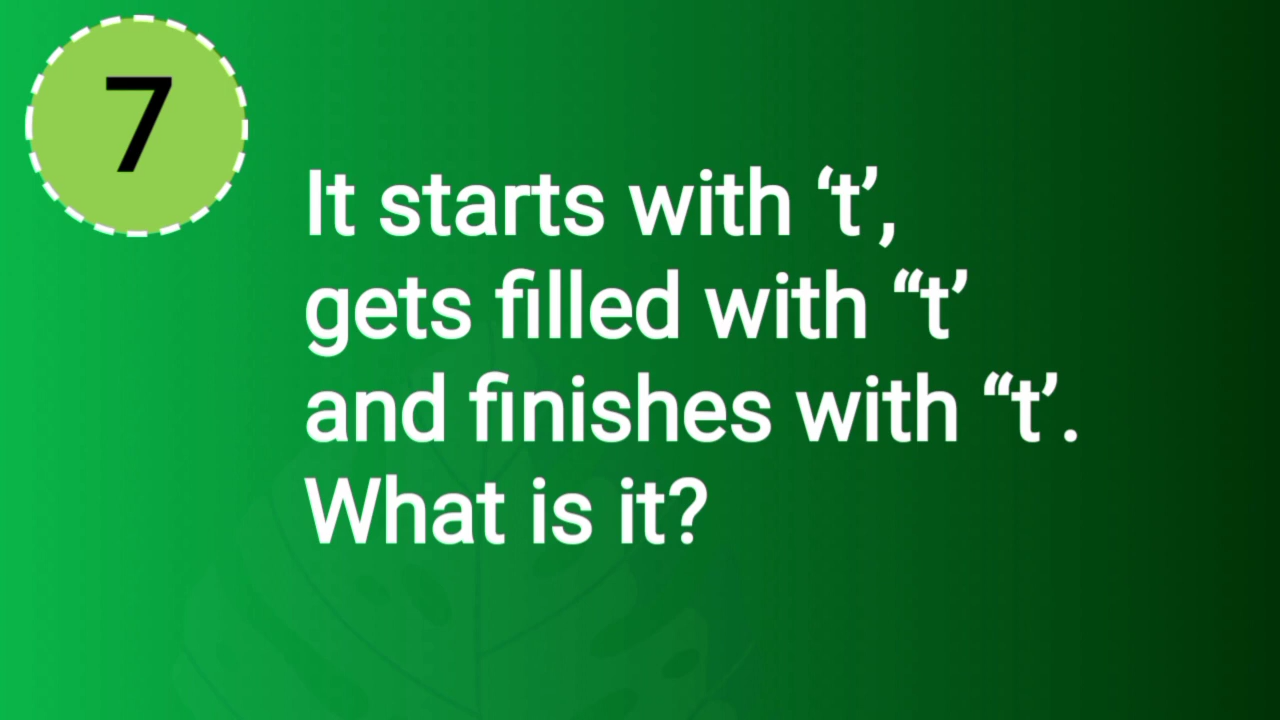 7
It starts with ‘t’,
gets filled with “t’
and finishes with “t’.
What is it?